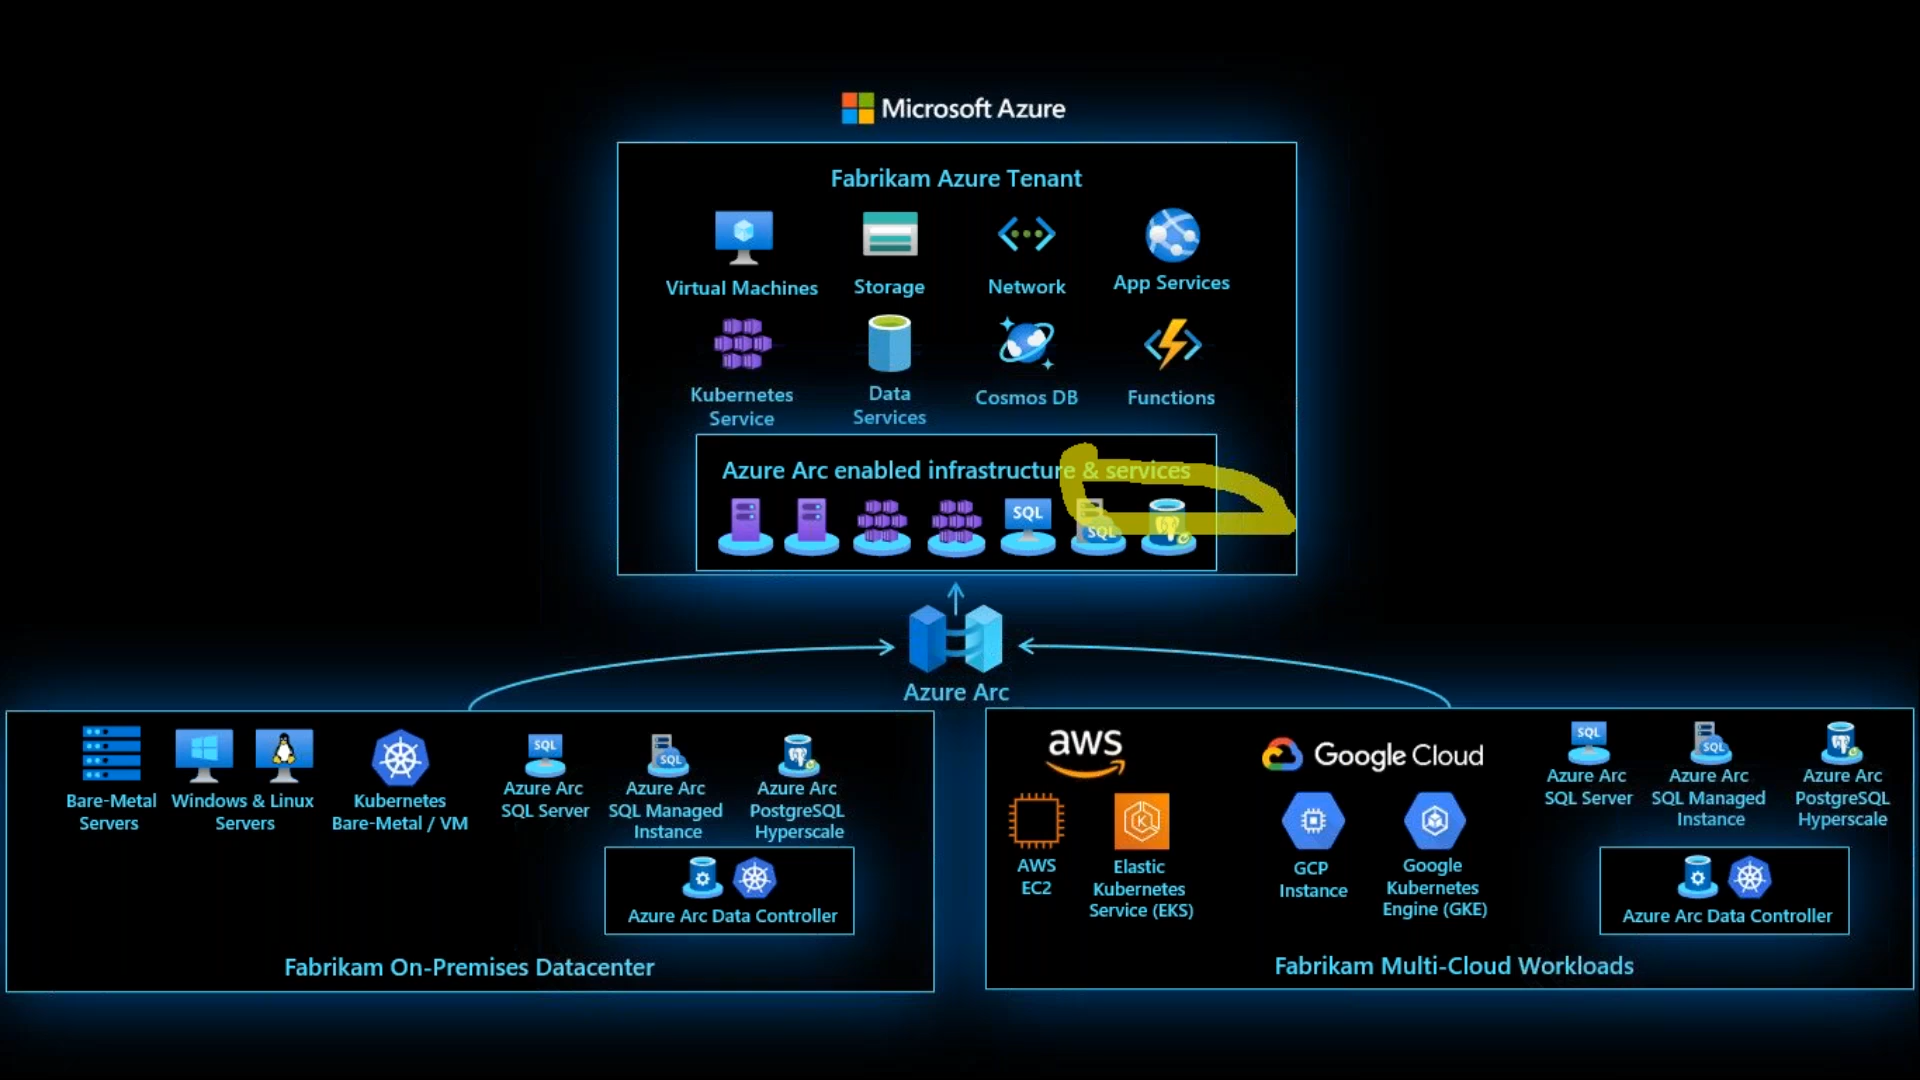 Microsoft Azure
Fabrikam Azure Tenant
Virtual Machines
Storage
Network
App Services
Kubernetes
Service
Data
Services
Cosmos DB
Functions
Azure Arc enabled infrastructure & services
SQL
SQL
Azure Arc
Bare-Metal
Servers
Windows & Linux
Servers
Kubernetes
Bare-Metal / VM
SQL
Azure Arc
SQL Server
SQL
Azure Arc
SQL Managed
Instance
Azure Arc
PostgreSQL
Hyperscale
Azure Arc Data Controller
Fabrikam On-Premises Datacenter
aws
AWS
EC2
K
Elastic
Kubernetes
Service (EKS)
Google Cloud
GCP
Instance
Google
Kubernetes
Engine (GKE)
SQL
Azure Arc
SQL Server
SQL
Azure Arc
SQL Managed
Instance
Azure Arc
PostgreSQL
Hyperscale
Azure Arc Data Controller
Fabrikam Multi-Cloud Workloads